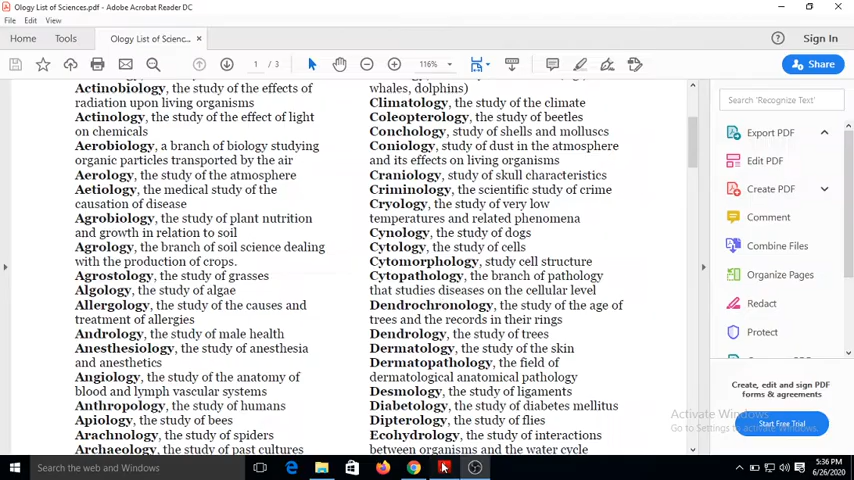 Ology List of Sciences.pdf - Adobe Acrobat Reader DC
File Edit View
Home Tools Ology List of Scienc... × Sign In
1 / 3 116% Share
Actinobiology, the study of the effects of
radiation upon living organisms
Actinology, the study of the effect of light
on chemicals
Aerobiology, a branch of biology studying
organic particles transported by the air
Aerology, the study of the atmosphere
Aetiology, the medical study of the
causation of disease
Agrobiology, the study of plant nutrition
and growth in relation to soil
Agrology, the branch of soil science dealing
with the production of crops.
Agrostology, the study of grasses
Algology, the study of algae
Allergology, the study of the causes and
treatment of allergies
Andrology, the study of male health
Anesthesiology, the study of anesthesia
and anesthetics
Angiology, the study of the anatomy of
blood and lymph vascular systems
Anthropology, the study of humans
Apiology, the study of bees
Arachnology, the study of spiders
Archaeology, the study of past cultures
whales, dolphins)
Climatology, the study of the climate
Coleopterology, the study of beetles
Conchology, study of shells and molluscs
Coniology, study of dust in the atmosphere
and its effects on living organisms
Craniology, study of skull characteristics
Criminology, the scientific study of crime
Cryology, the study of very low
temperatures and related phenomena
Cynology, the study of dogs
Cytology, the study of cells
Cytomorphology, study cell structure
Cytopathology, the branch of pathology
that studies diseases on the cellular level
Dendrochronology, the study of the age of
trees and the records in their rings
Dendrology, the study of trees
Dermatology, the study of the skin
Dermatopathology, the field of
dermatological anatomical pathology
Desmology, the study of ligaments
Diabetology, the study of diabetes mellitus
Dipterology, the study of flies
Ecohydrology, the study of interactions
between organisms and the water cycle
Search 'Recognize Text'
Export PDF
Edit PDF
Create PDF
Comment
Combine Files
Organize Pages
Redact
Protect
Create, edit and sign PDF
forms & agreements
Start Free Trial
Activate Windows
Go to Settings to activate Windows.
Search the web and Windows
5:36 PM
6/26/2020